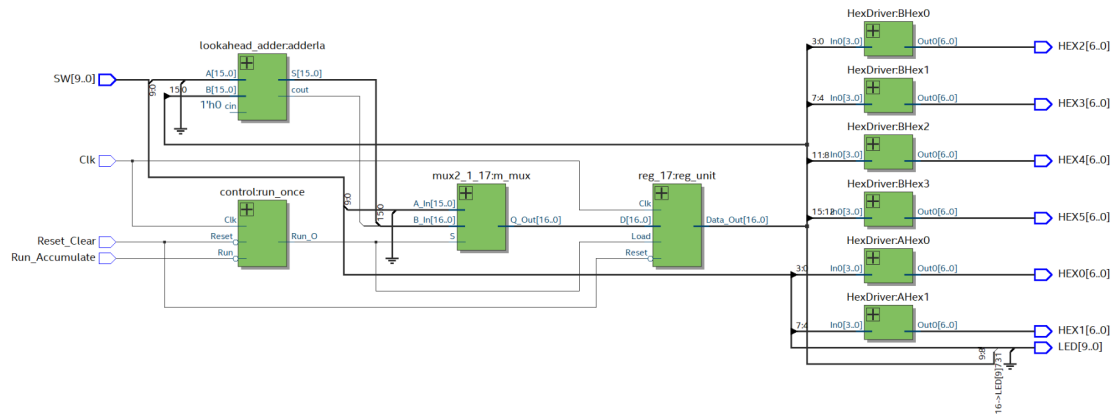 HexDriver:BHex0
3:0 In0[3..0] Out0[6..0] HEX2[6..0]
lookahead_adder:adderla
SW[9..0] 9:0 A[15..0] S[15..0]
15:0 B[15..0] cout
1'h0 cin
HexDriver:BHex1
7:4 In0[3..0] Out0[6..0] HEX3[6..0]
HexDriver:BHex2
Clk 11:8 In0[3..0] Out0[6..0] HEX4[6..0]
control:run_once
Clk
Reset_Clear Reset Run_O
Run_Accumulate Run
mux2_1_17:m_mux
9:0 A_In[15..0]
15:0 B_In[16..0] Q_Out[16..0]
S
reg_17:reg_unit
Clk
D[16..0] Data_Out[16..0]
Load
Reset
HexDriver:BHex3
15:12 In0[3..0] Out0[6..0] HEX5[6..0]
HexDriver:AHex0
3:0 In0[3..0] Out0[6..0] HEX0[6..0]
HexDriver:AHex1
7:4 In0[3..0] Out0[6..0] HEX1[6..0]
9:8 LED[9..0]